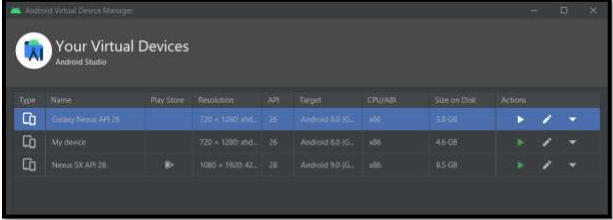 Android Virtual Device Manager
Your Virtual Devices
Android Studio
Type Name Play Store Resolution API Target CPU/ABI Size on Disk Actions
Galaxy Nexus API 26 720 × 1280: xhd... 26 Android 8.0 (G... x86 3.8 GB
My device 720 × 1280: xhd... 26 Android 8.0 (G... x86 4.6 GB
Nexus 5X API 28 1080 × 1920: 42... 28 Android 9.0 (G... x86 8.5 GB